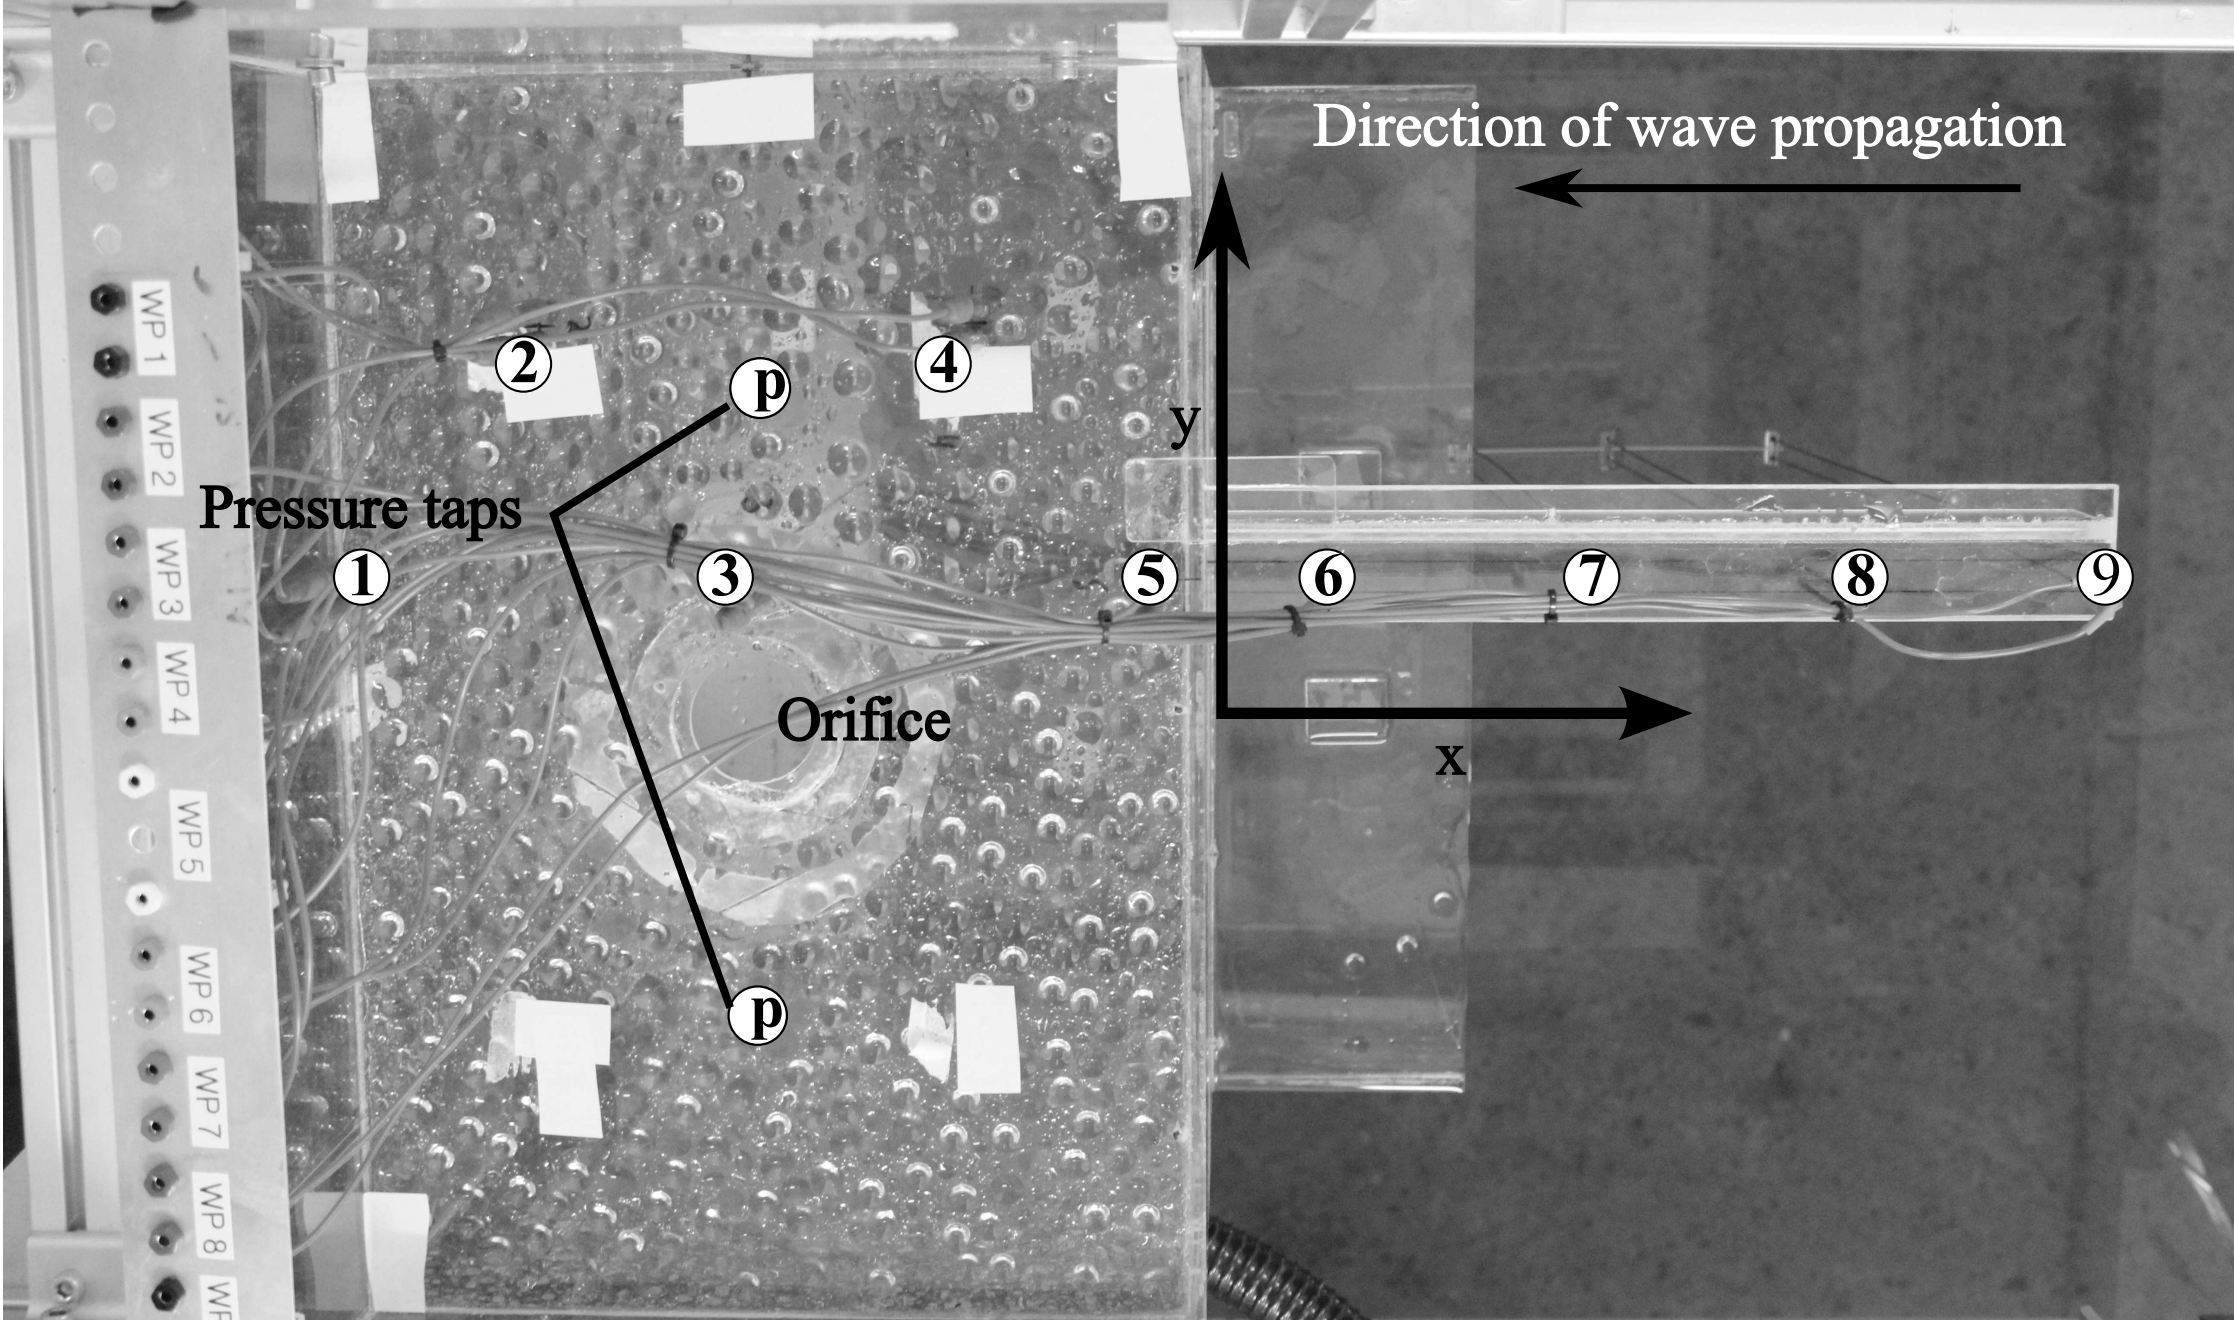 Direction of wave propagation
WP 1
WP 2
WP 3
WP 4
WP 5
WP 6
WP 7
WP 8
2
4
p
y
Pressure taps
1
3
5
6
7
8
9
Orifice
x
p